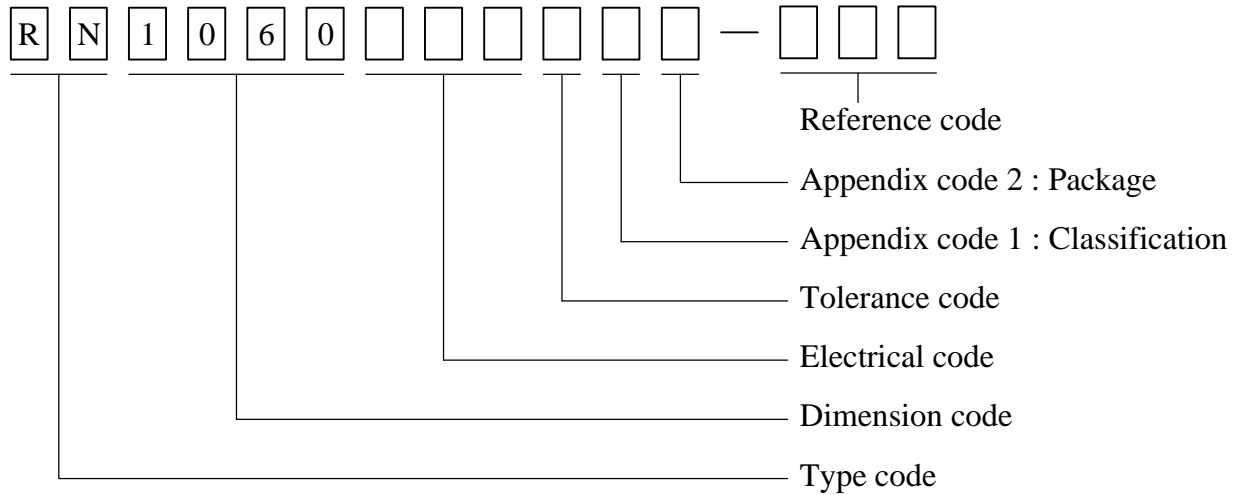 R N 1 0 6 0 —
Reference code
Appendix code 2 : Package
Appendix code 1 : Classification
Tolerance code
Electrical code
Dimension code
Type code